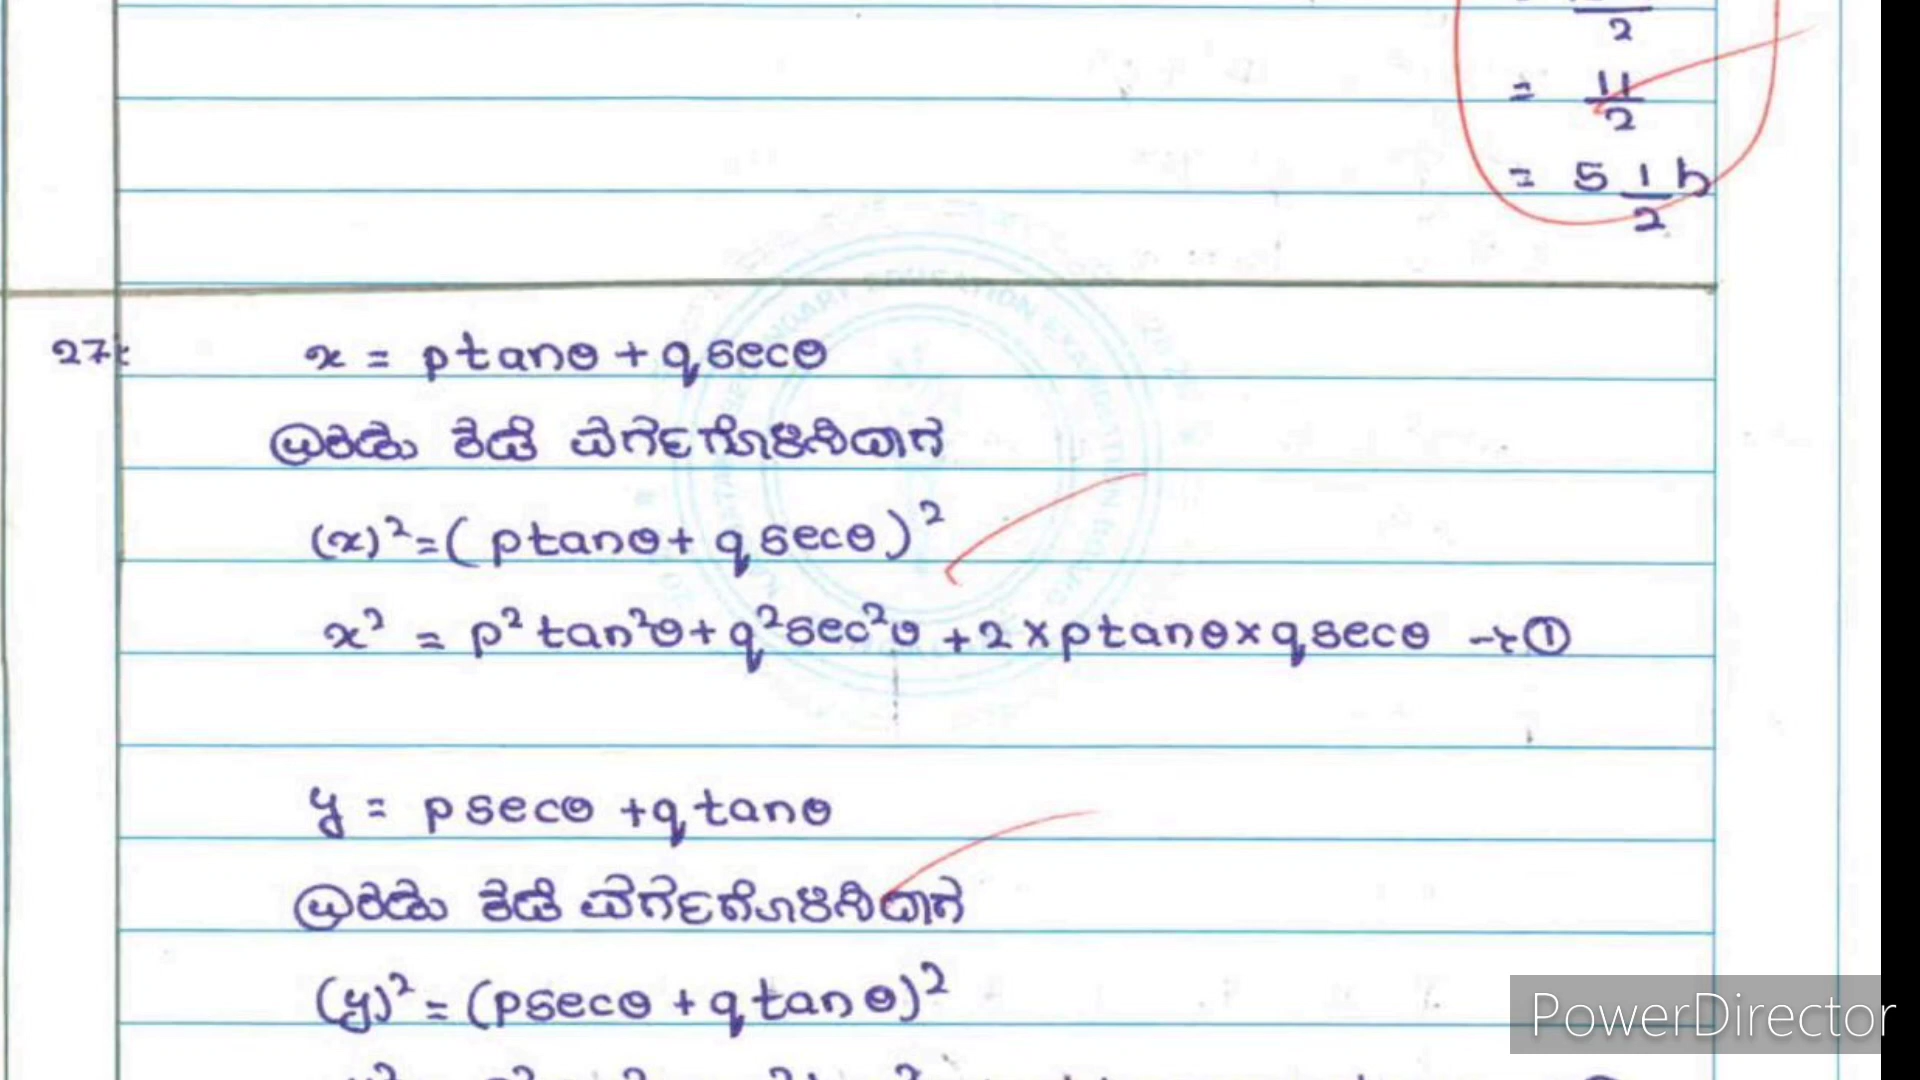 2
= 11/2
= 5 1/2 h
27. x = p tanθ + q secθ
ಎರಡು ಕಡೆ ವರ್ಗಗೊಳಿಸಿದಾಗ
(x)² = ( p tanθ + q secθ )²
x² = p² tan²θ + q² sec²θ + 2 × p tanθ × q secθ → ①
y = p secθ + q tanθ
ಎರಡು ಕಡೆ ವರ್ಗಗೊಳಿಸಿದಾಗ
(y)² = (p secθ + q tanθ)²
PowerDirector